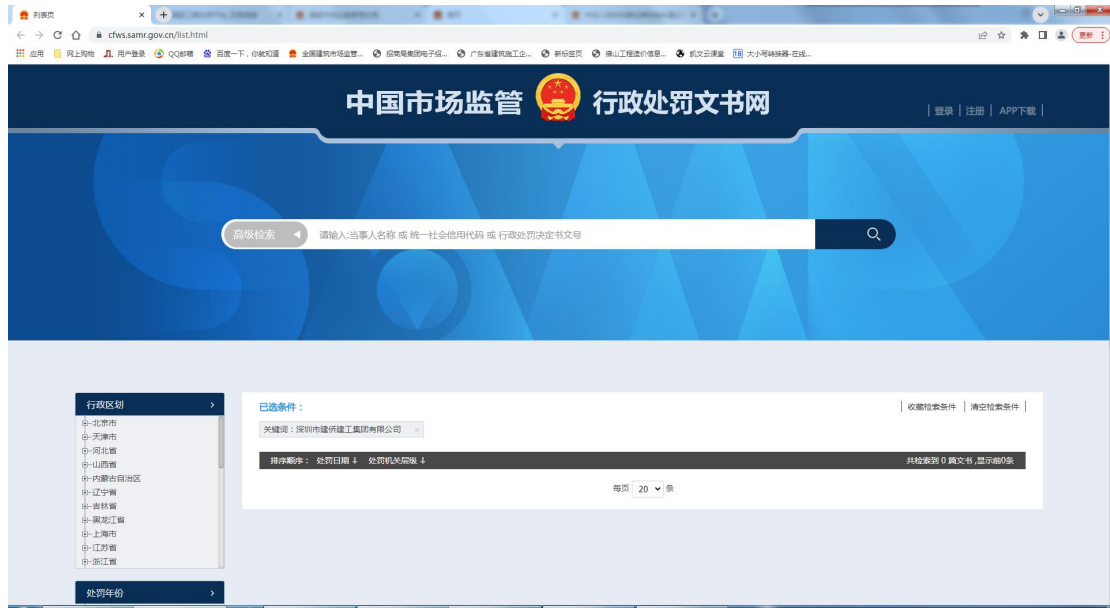 列表页
cfws.samr.gov.cn/list.html
更新
应用 网上购物 用户登录 QQ邮箱 百度一下，你就知道 全国建筑市场监管... 招商局集团电子招... 广东省建筑施工企... 新标签页 佛山工程造价信息... 凯文云课堂 大小写转换器-在线...
中国市场监管 行政处罚文书网
登录 | 注册 | APP下载 |
高级检索 请输入:当事人名称 或 统一社会信用代码 或 行政处罚决定书文号
行政区划
北京市
天津市
河北省
山西省
内蒙古自治区
辽宁省
吉林省
黑龙江省
上海市
江苏省
浙江省
处罚年份
已选条件：
收藏检索条件 | 清空检索条件 |
关键词：深圳市建侨建工集团有限公司 ×
排序顺序： 处罚日期↓ 处罚机关层级↓
共检索到 0 篇文书,显示前0条
每页 20 条